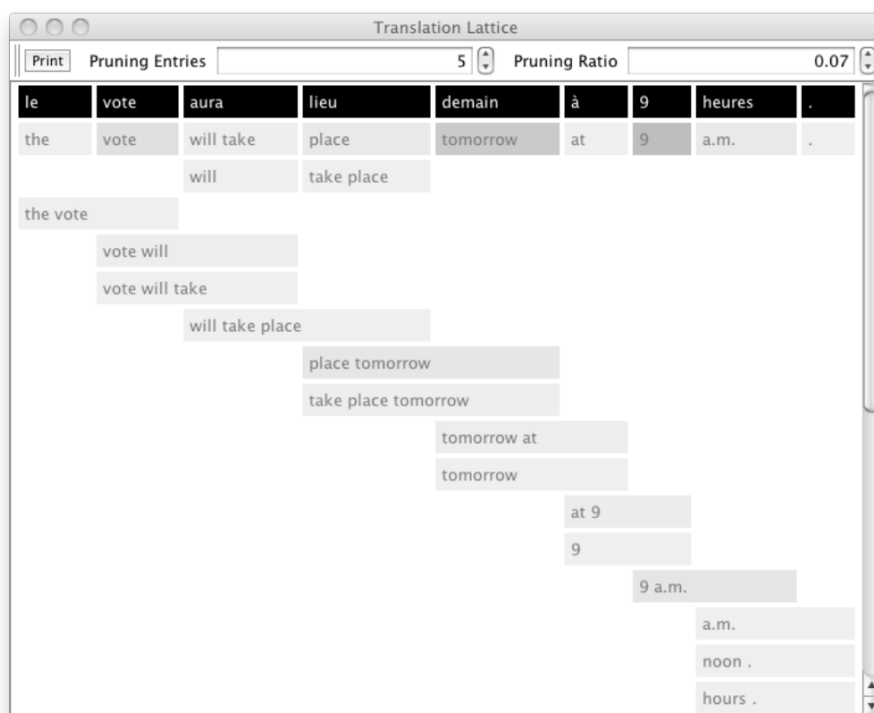 Translation Lattice
Print Pruning Entries 5 Pruning Ratio 0.07
le vote aura lieu demain à 9 heures .
the vote will take place tomorrow at 9 a.m. .
will take place
the vote
vote will
vote will take
will take place
place tomorrow
take place tomorrow
tomorrow at
tomorrow
at 9
9
9 a.m.
a.m.
noon .
hours .